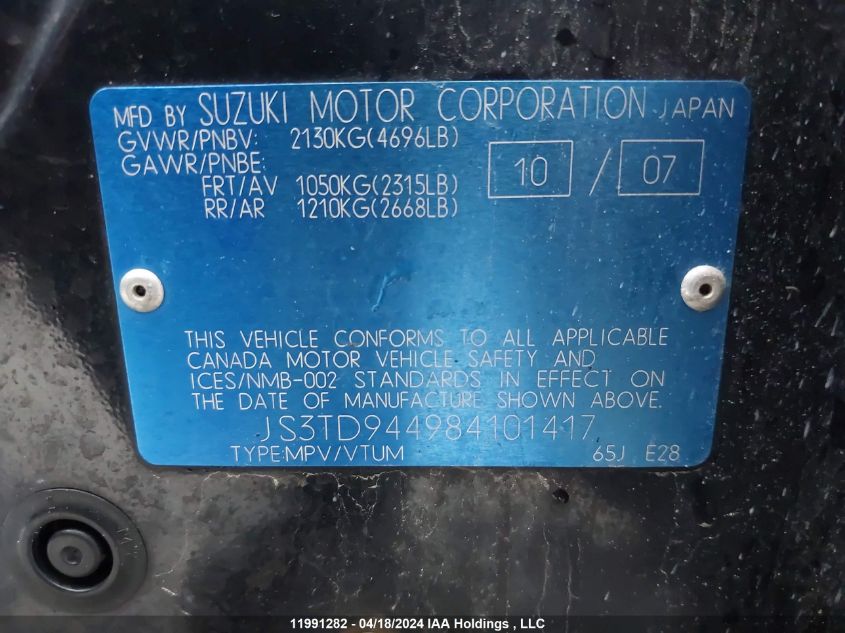 MFD BY SUZUKI MOTOR CORPORATION JAPAN
GVWR/PNBV: 2130KG(4696LB)
GAWR/PNBE:
FRT/AV 1050KG(2315LB)
RR/AR 1210KG(2668LB)
10 / 07
THIS VEHICLE CONFORMS TO ALL APPLICABLE
CANADA MOTOR VEHICLE SAFETY AND
ICES/NMB-002 STANDARDS IN EFFECT ON
THE DATE OF MANUFACTURE SHOWN ABOVE.
JS3TD944984101417
TYPE:MPV/VTUM 65J E28
11991282 - 04/18/2024 IAA Holdings , LLC